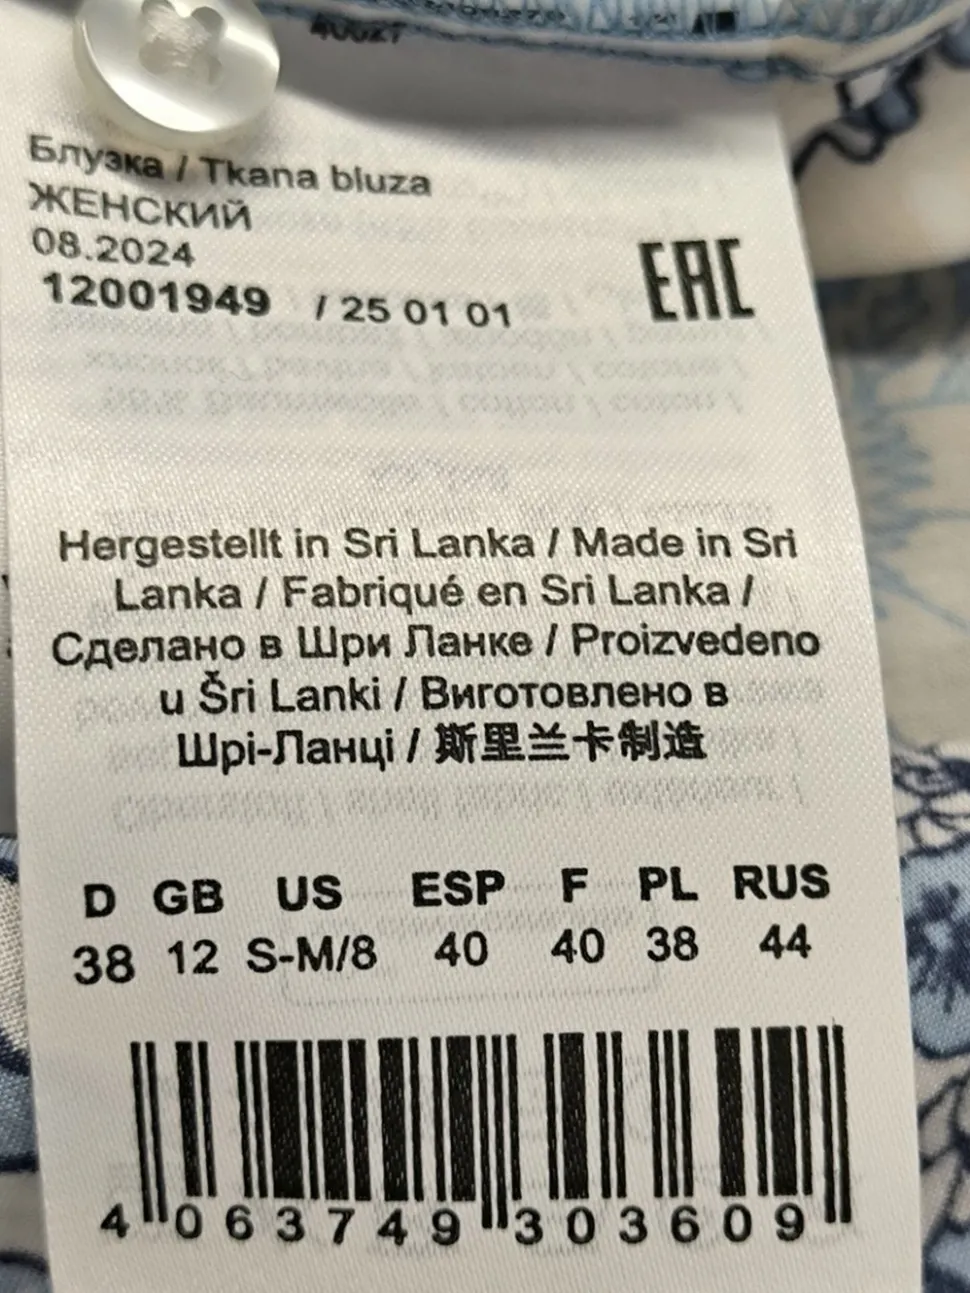 Блузка / Tkana bluza
ЖЕНСКИЙ
08.2024
12001949 / 25 01 01
EAC
Hergestellt in Sri Lanka / Made in Sri
Lanka / Fabriqué en Sri Lanka /
Сделано в Шри Ланке / Proizvedeno
u Šri Lanki / Виготовлено в
Шрі-Ланці / 斯里兰卡制造
D GB US ESP F PL RUS
38 12 S-M/8 40 40 38 44
4 063749 303609